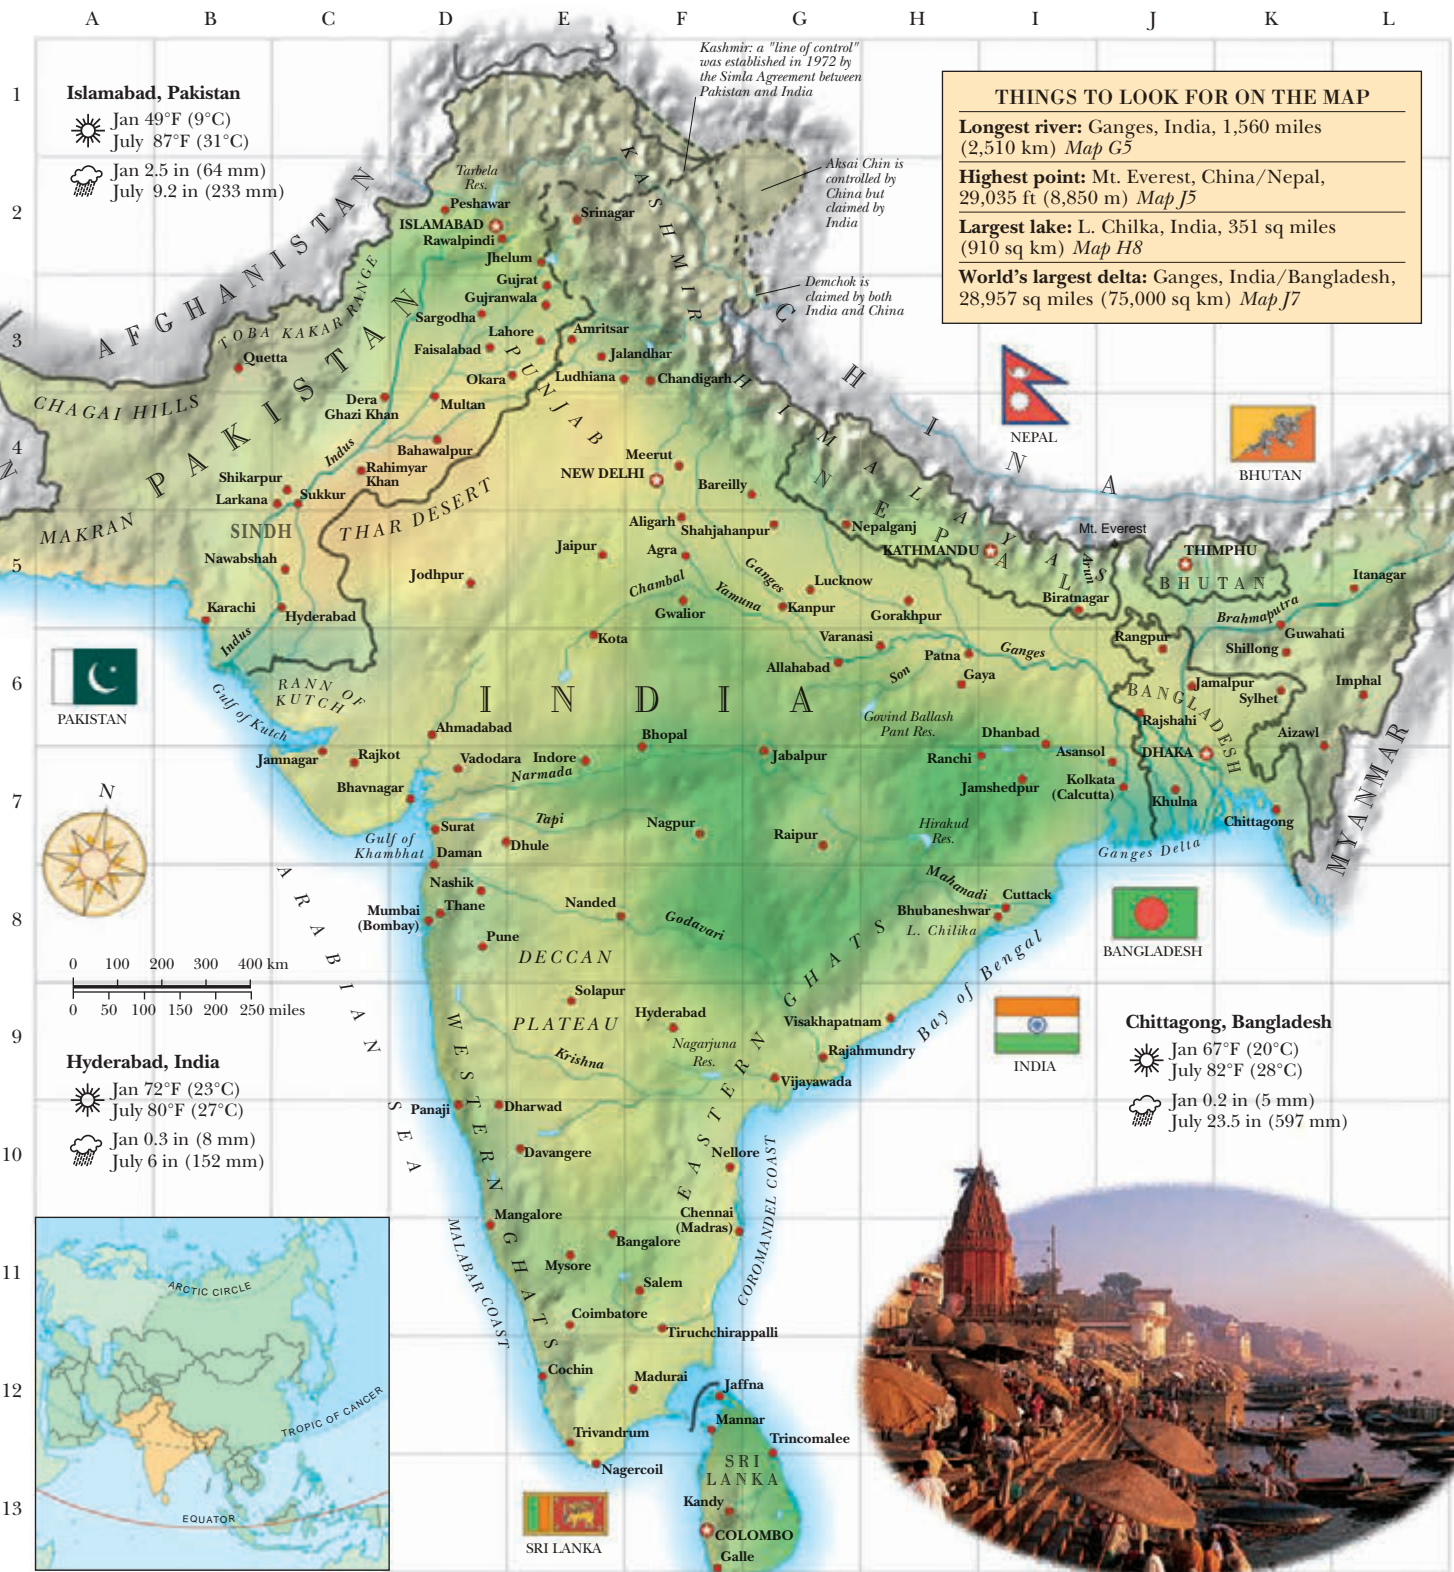 A B C D E F G H I J K L
1
2
3
4
5
6
7
8
9
10
11
12
13
Islamabad, Pakistan
Jan 49°F (9°C)
July 87°F (31°C)
Jan 2.5 in (64 mm)
July 9.2 in (233 mm)
Kashmir: a "line of control"
was established in 1972 by
the Simla Agreement between
Pakistan and India
THINGS TO LOOK FOR ON THE MAP
Longest river: Ganges, India, 1,560 miles
(2,510 km) Map G5
Highest point: Mt. Everest, China/Nepal,
29,035 ft (8,850 m) Map J5
Largest lake: L. Chilka, India, 351 sq miles
(910 sq km) Map H8
World's largest delta: Ganges, India/Bangladesh,
28,957 sq miles (75,000 sq km) Map J7
Aksai Chin is
controlled by
China but
claimed by
India
Demchok is
claimed by both
India and China
AFGHANISTAN
KASHMIR
CHINA
Tarbela
Res.
Peshawar
ISLAMABAD
Rawalpindi
Srinagar
Jhelum
Gujrat
Gujranwala
Sargodha
Lahore
Amritsar
Faisalabad
Jalandhar
Okara
Ludhiana
Chandigarh
TOBA KAKAR RANGE
Quetta
CHAGAI HILLS
PAKISTAN
PUNJAB
HIMALAYAS
Dera
Ghazi Khan
Multan
Indus
Bahawalpur
Rahimyar
Khan
Shikarpur
Larkana
Sukkur
MAKRAN
SINDH
THAR DESERT
Nawabshah
Karachi
Hyderabad
Indus
Meerut
NEW DELHI
Bareilly
Aligarh
Shahjahanpur
Jaipur
Agra
Jodhpur
Chambal
Gwalior
Yamuna
Ganges
Lucknow
Kanpur
Gorakhpur
NEPAL
Nepalganj
KATHMANDU
Mt. Everest
Arun
Biratnagar
THIMPHU
BHUTAN
Itanagar
Brahmaputra
Guwahati
Shillong
Rangpur
Kota
Varanasi
Allahabad
Patna
Ganges
Gaya
Son
Govind Ballash
Pant Res.
BANGLADESH
Jamalpur
Sylhet
Imphal
Rajshahi
Aizawl
DHAKA
Khulna
Chittagong
MYANMAR
NEPAL
BHUTAN
PAKISTAN
RANN OF
KUTCH
Gulf of Kutch
INDIA
Ahmadabad
Jamnagar
Rajkot
Vadodara
Indore
Bhopal
Jabalpur
Bhavnagar
Narmada
Dhanbad
Ranchi
Asansol
Jamshedpur
Kolkata
(Calcutta)
N
Gulf of
Khambhat
Surat
Tapi
Dhule
Nagpur
Raipur
Hirakud
Res.
Ganges Delta
Daman
Nashik
Mumbai
(Bombay)
Thane
Pune
Nanded
Godavari
Mahanadi
Cuttack
Bhubaneshwar
L. Chilika
BANGLADESH
DECCAN
PLATEAU
Solapur
Hyderabad
Nagarjuna
Res.
Krishna
Visakhapatnam
Rajahmundry
Vijayawada
Bay of Bengal
INDIA
ARABIAN SEA
0 100 200 300 400 km
0 50 100 150 200 250 miles
Hyderabad, India
Jan 72°F (23°C)
July 80°F (27°C)
Jan 0.3 in (8 mm)
July 6 in (152 mm)
Chittagong, Bangladesh
Jan 67°F (20°C)
July 82°F (28°C)
Jan 0.2 in (5 mm)
July 23.5 in (597 mm)
WESTERN GHATS
EASTERN GHATS
Panaji
Dharwad
Davangere
Nellore
Chennai
(Madras)
COROMANDEL COAST
MALABAR COAST
Mangalore
Bangalore
Mysore
Salem
Coimbatore
Tiruchchirappalli
Cochin
Madurai
Trivandrum
Nagercoil
Jaffna
Mannar
Trincomalee
SRI
LANKA
Kandy
COLOMBO
Galle
SRI LANKA
ARCTIC CIRCLE
TROPIC OF CANCER
EQUATOR